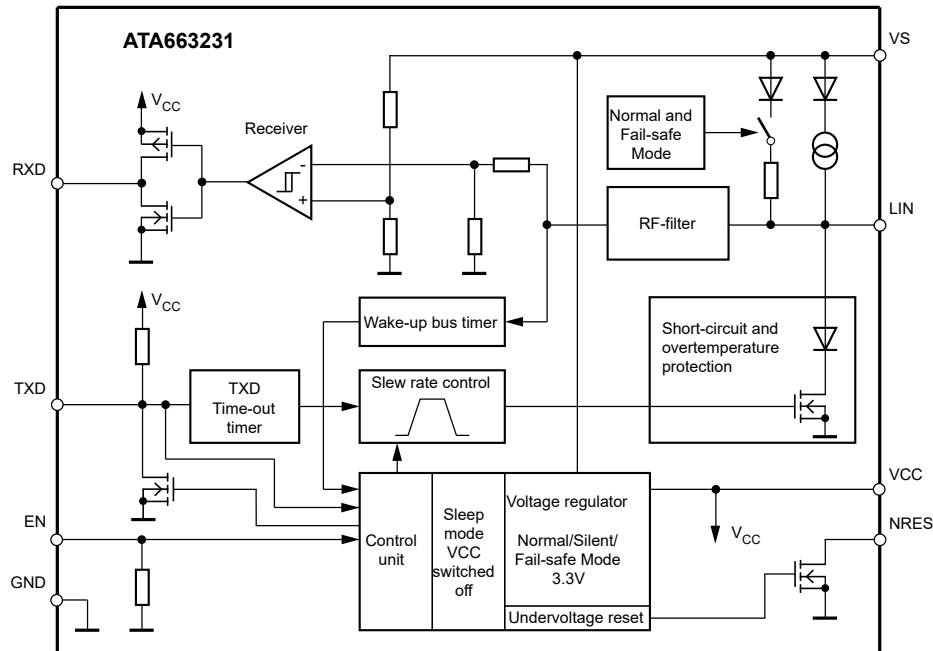 ATA663231
VS
VCC
Receiver
Normal and
Fail-safe
Mode
RXD
-
+
RF-filter
LIN
VCC
Wake-up bus timer
Short-circuit and
overtemperature
protection
TXD
TXD
Time-out
timer
Slew rate control
VCC
Voltage regulator
NRES
EN
Control
unit
Sleep
mode
VCC
switched
off
Normal/Silent/
Fail-safe Mode
3.3V
VCC
GND
Undervoltage reset